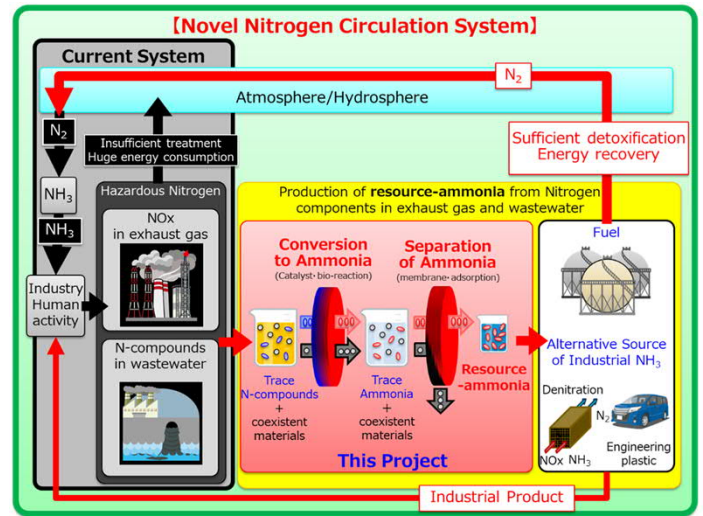 【Novel Nitrogen Circulation System】
Current System
N₂
Atmosphere/Hydrosphere
N₂
Insufficient treatment
Huge energy consumption
Sufficient detoxification
Energy recovery
NH₃
NH₃
Industry
Human
activity
Hazardous Nitrogen
NOx
in exhaust gas
N-compounds
in wastewater
Production of resource-ammonia from Nitrogen
components in exhaust gas and wastewater
Conversion
to Ammonia
(Catalyst・bio-reaction)
Separation
of Ammonia
(membrane・adsorption)
Trace
N-compounds
+
coexistent
materials
Trace
Ammonia
+
coexistent
materials
Resource
-ammonia
This Project
Fuel
Alternative Source
of Industrial NH₃
Denitration
N₂
NOx NH₃
Engineering
plastic
Industrial Product